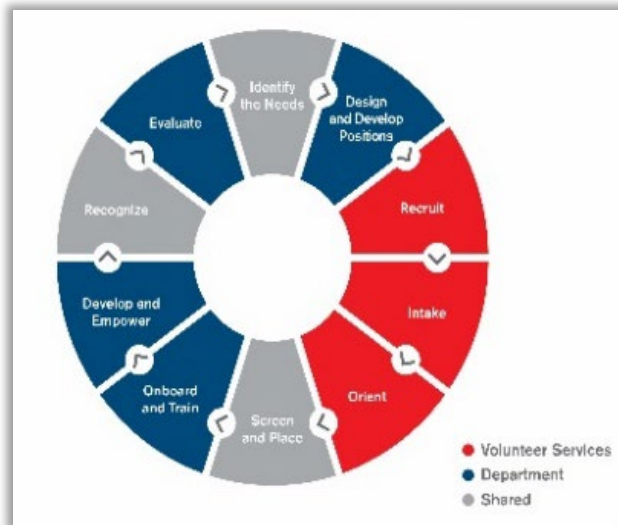 Identify
the Needs
Design
and Develop
Positions
Recruit
Intake
Orient
Screen
and Place
Onboard
and Train
Develop and
Empower
Recognize
Evaluate
Volunteer Services
Department
Shared